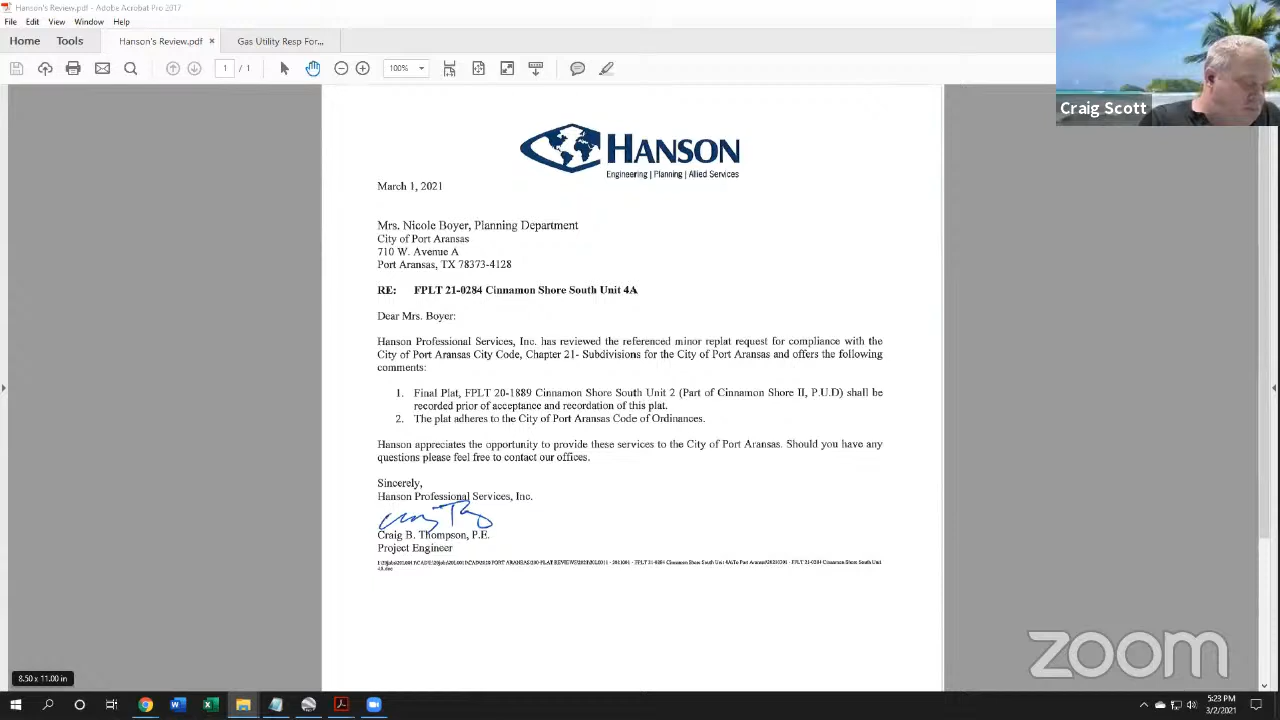 Hanson's Review.pdf - Adobe Acrobat Pro 2017
File Edit View Window Help
Home Tools Hanson's Review.pdf × Gas Utility Resp For...
1 / 1 100%
Craig Scott
HANSON
Engineering | Planning | Allied Services
March 1, 2021
Mrs. Nicole Boyer, Planning Department
City of Port Aransas
710 W. Avenue A
Port Aransas, TX 78373-4128
RE: FPLT 21-0284 Cinnamon Shore South Unit 4A
Dear Mrs. Boyer:
Hanson Professional Services, Inc. has reviewed the referenced minor replat request for compliance with the
City of Port Aransas City Code, Chapter 21- Subdivisions for the City of Port Aransas and offers the following
comments:
1. Final Plat, FPLT 20-1889 Cinnamon Shore South Unit 2 (Part of Cinnamon Shore II, P.U.D) shall be
recorded prior of acceptance and recordation of this plat.
2. The plat adheres to the City of Port Aransas Code of Ordinances.
Hanson appreciates the opportunity to provide these services to the City of Port Aransas. Should you have any
questions please feel free to contact our offices.
Sincerely,
Hanson Professional Services, Inc.
Craig B. Thompson, P.E.
Project Engineer
8.50 x 11.00 in
zoom
5:23 PM
3/2/2021